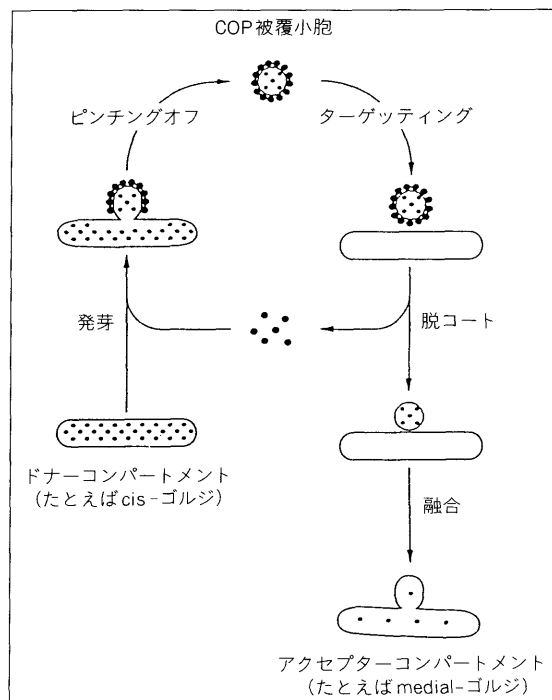 COP被覆小胞
ピンチングオフ
ターゲッティング
発芽
脱コート
ドナーコンパートメント
(たとえばcis-ゴルジ)
融合
アクセプターコンパートメント
(たとえばmedial-ゴルジ)